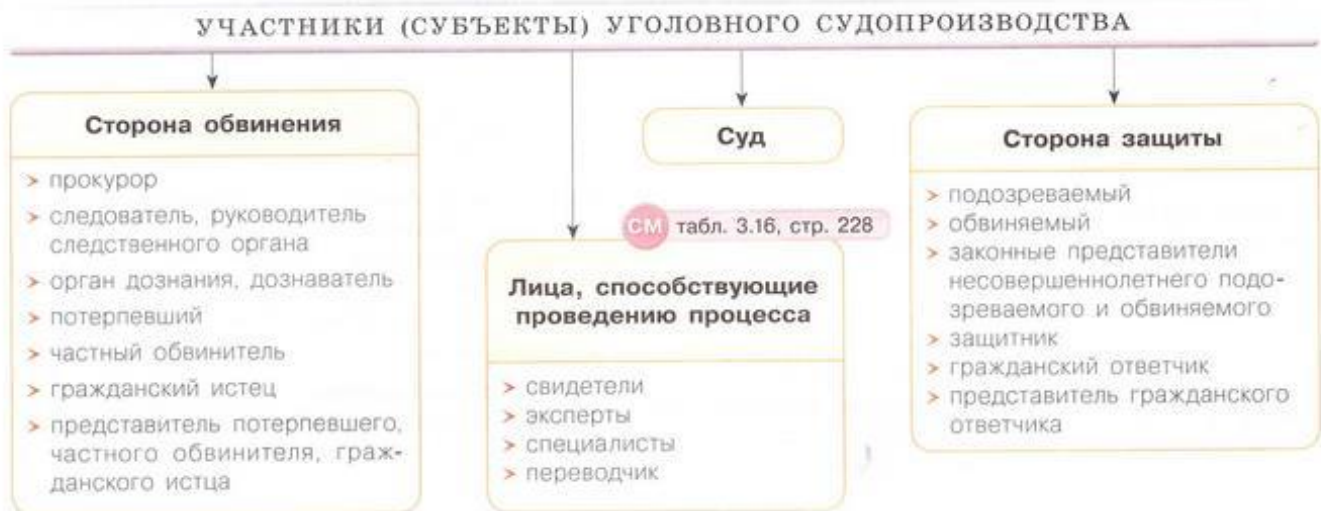 УЧАСТНИКИ (СУБЪЕКТЫ) УГОЛОВНОГО СУДОПРОИЗВОДСТВА
Сторона обвинения
> прокурор
> следователь, руководитель
следственного органа
> орган дознания, дознаватель
> потерпевший
> частный обвинитель
> гражданский истец
> представитель потерпевшего,
частного обвинителя, граж-
данского истца
Суд
СМ табл. 3.16, стр. 228
Лица, способствующие
проведению процесса
> свидетели
> эксперты
> специалисты
> переводчик
Сторона защиты
> подозреваемый
> обвиняемый
> законные представители
несовершеннолетнего подо-
зреваемого и обвиняемого
> защитник
> гражданский ответчик
> представитель гражданского
ответчика